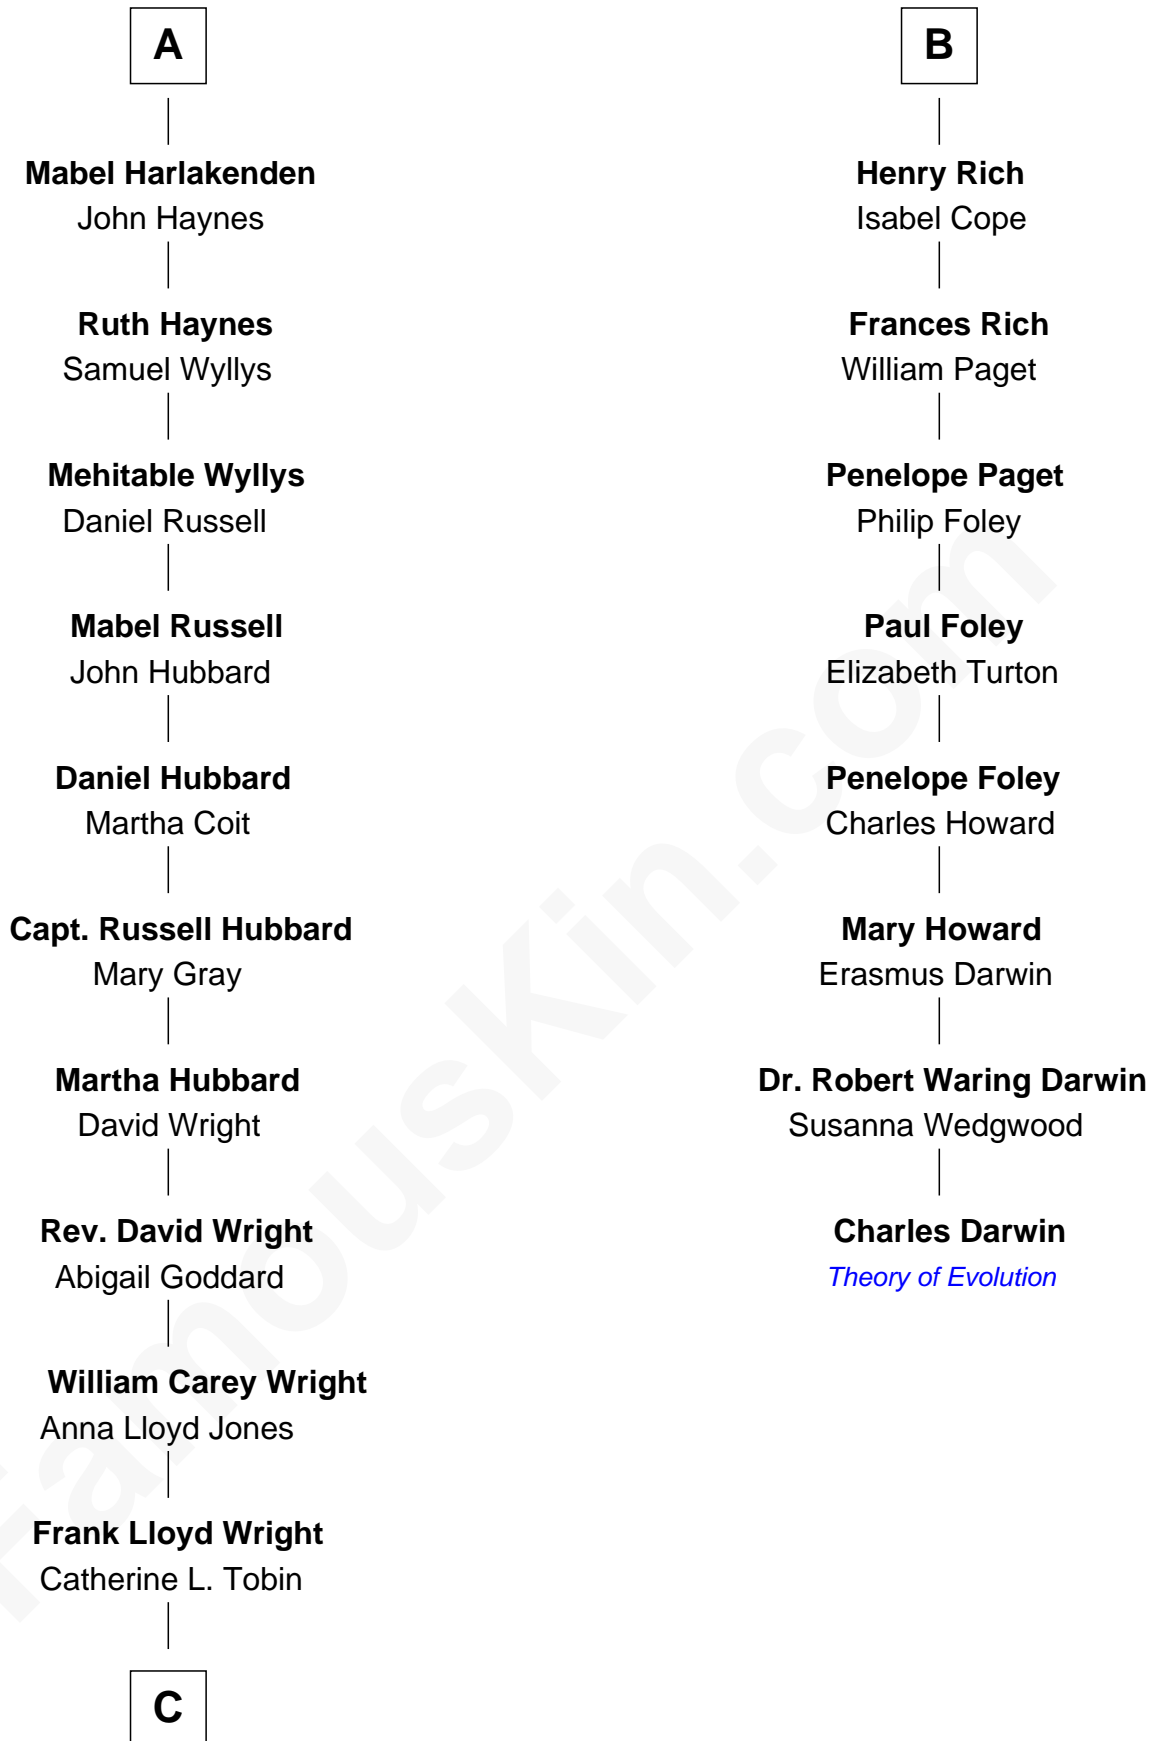 A
Mabel Harlakenden
John Haynes
Ruth Haynes
Samuel Wyllys
Mehitable Wyllys
Daniel Russell
Mabel Russell
John Hubbard
Daniel Hubbard
Martha Coit
Capt. Russell Hubbard
Mary Gray
Martha Hubbard
David Wright
Rev. David Wright
Abigail Goddard
William Carey Wright
Anna Lloyd Jones
Frank Lloyd Wright
Catherine L. Tobin
C
B
Henry Rich
Isabel Cope
Frances Rich
William Paget
Penelope Paget
Philip Foley
Paul Foley
Elizabeth Turton
Penelope Foley
Charles Howard
Mary Howard
Erasmus Darwin
Dr. Robert Waring Darwin
Susanna Wedgwood
Charles Darwin
Theory of Evolution
FamousKin.com